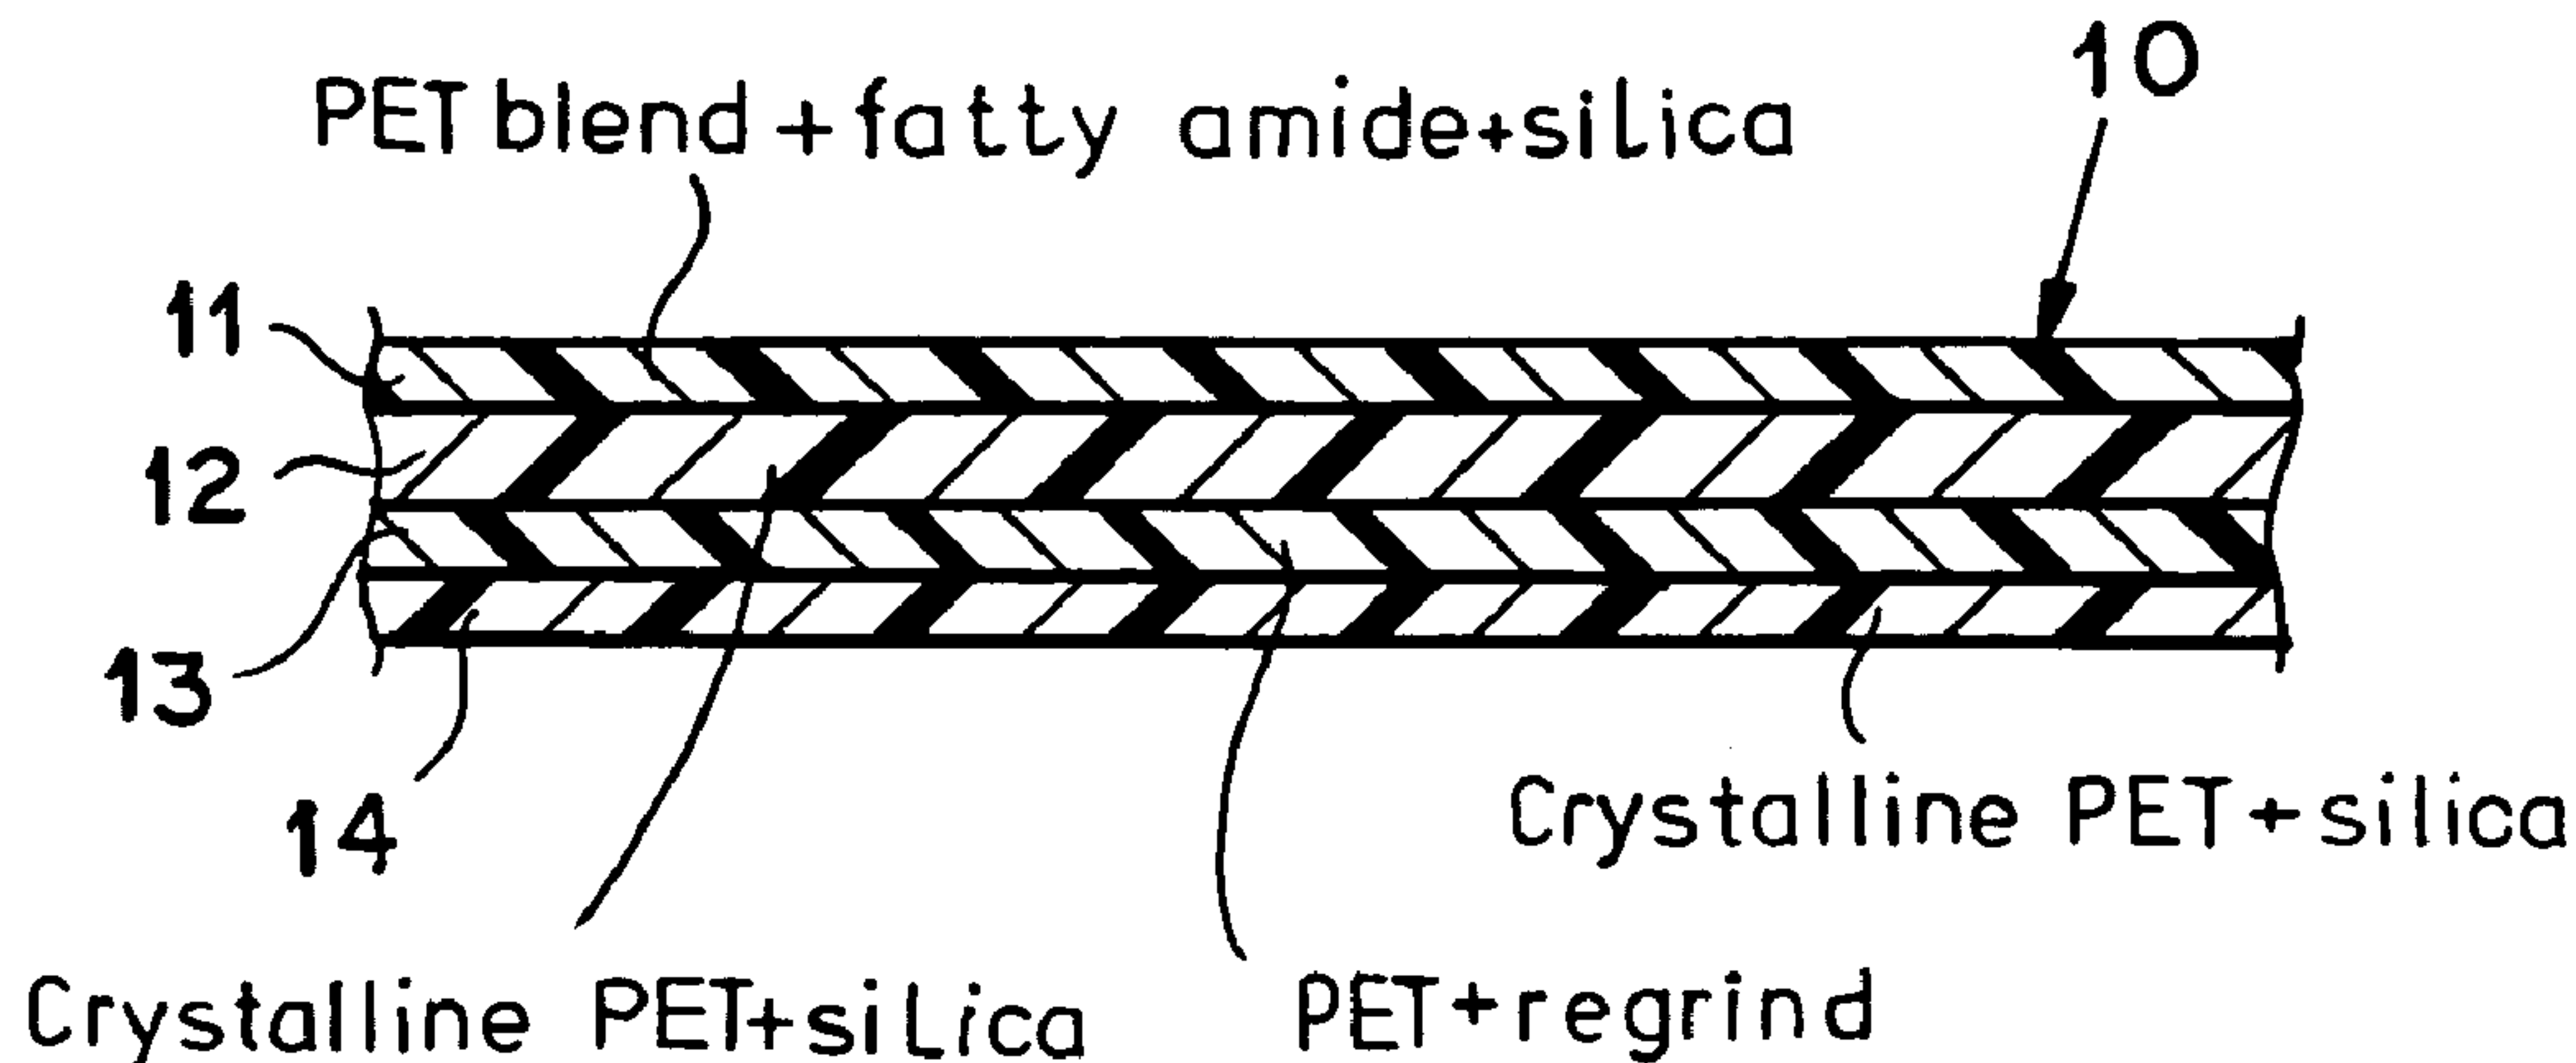 10
PET blend+fatty amide+silica
11
12
13
14
Crystalline PET+silica
Crystalline PET+silica
PET+regrind